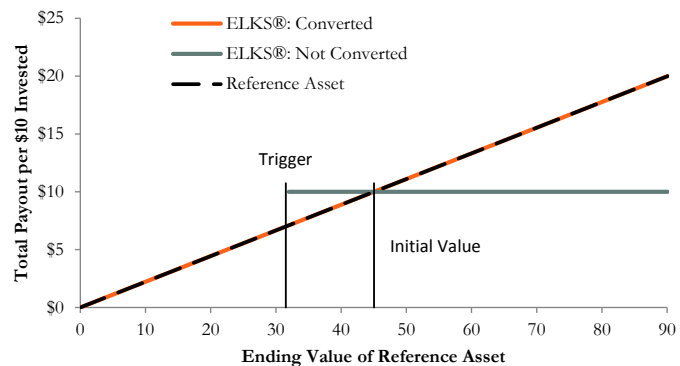 ELKS®: Converted
ELKS®: Not Converted
Reference Asset
Total Payout per $10 Invested
$25
$20
$15
$10
$5
$0
Trigger
Initial Value
0 10 20 30 40 50 60 70 80 90
Ending Value of Reference Asset